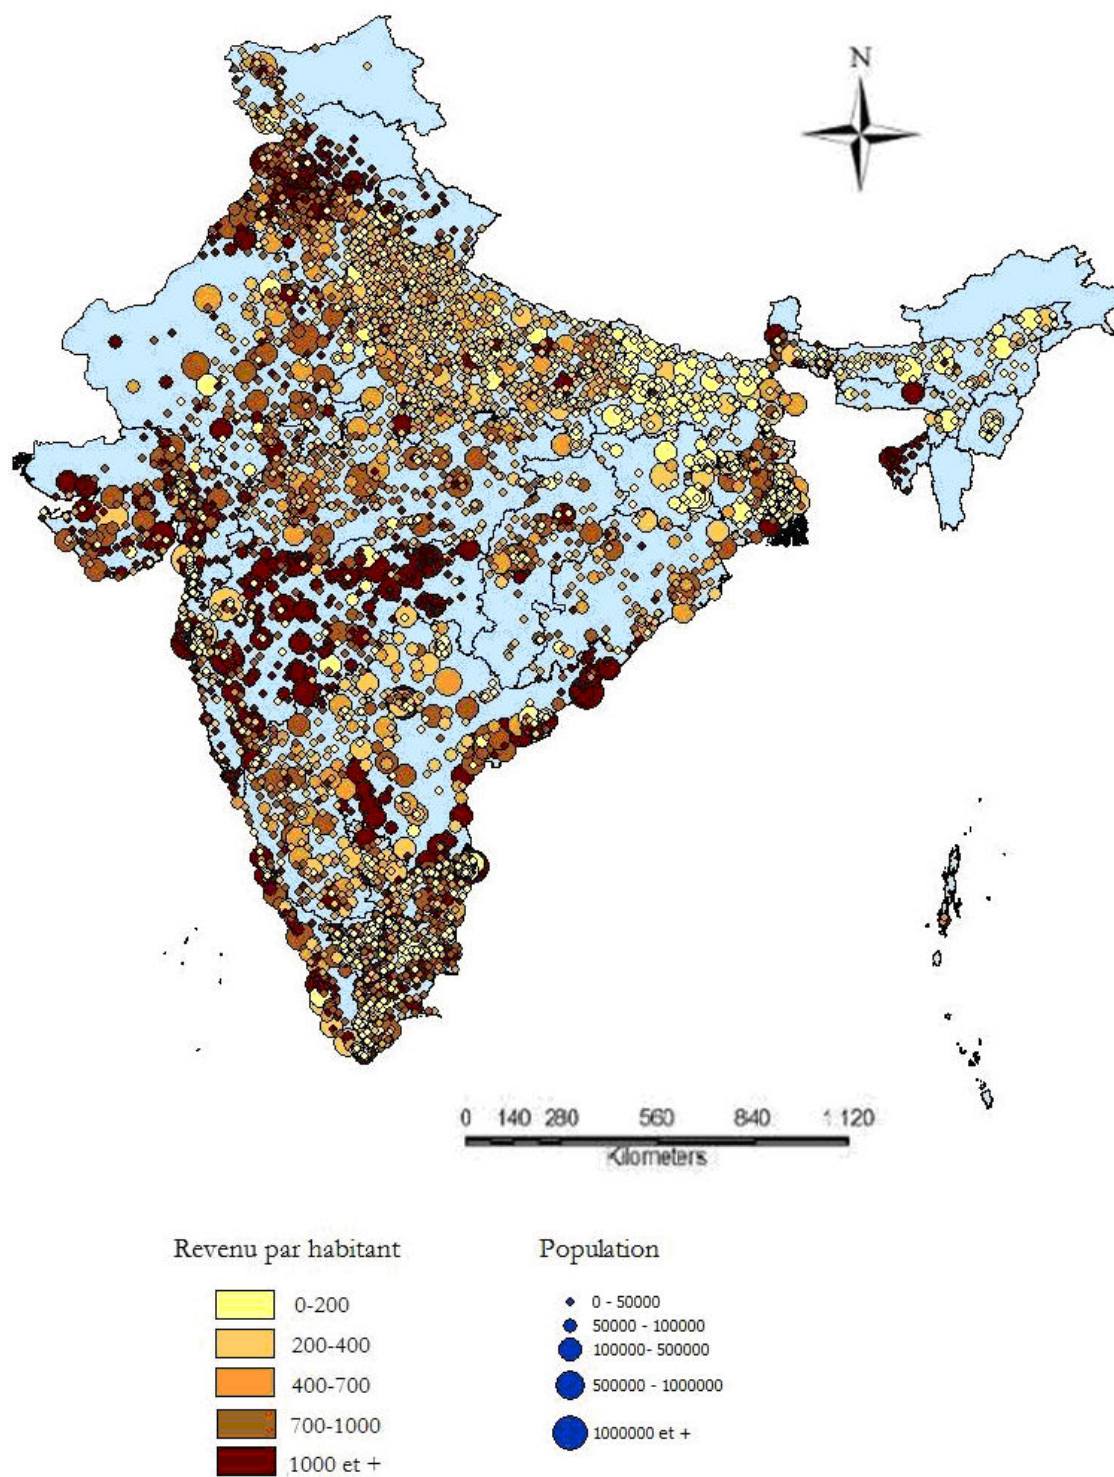 N
0 140 280 560 840 1 120
Kilometers
Revenu par habitant
0-200
200-400
400-700
700-1000
1000 et +
Population
0 - 50000
50000 - 100000
100000- 500000
500000 - 1000000
1000000 et +